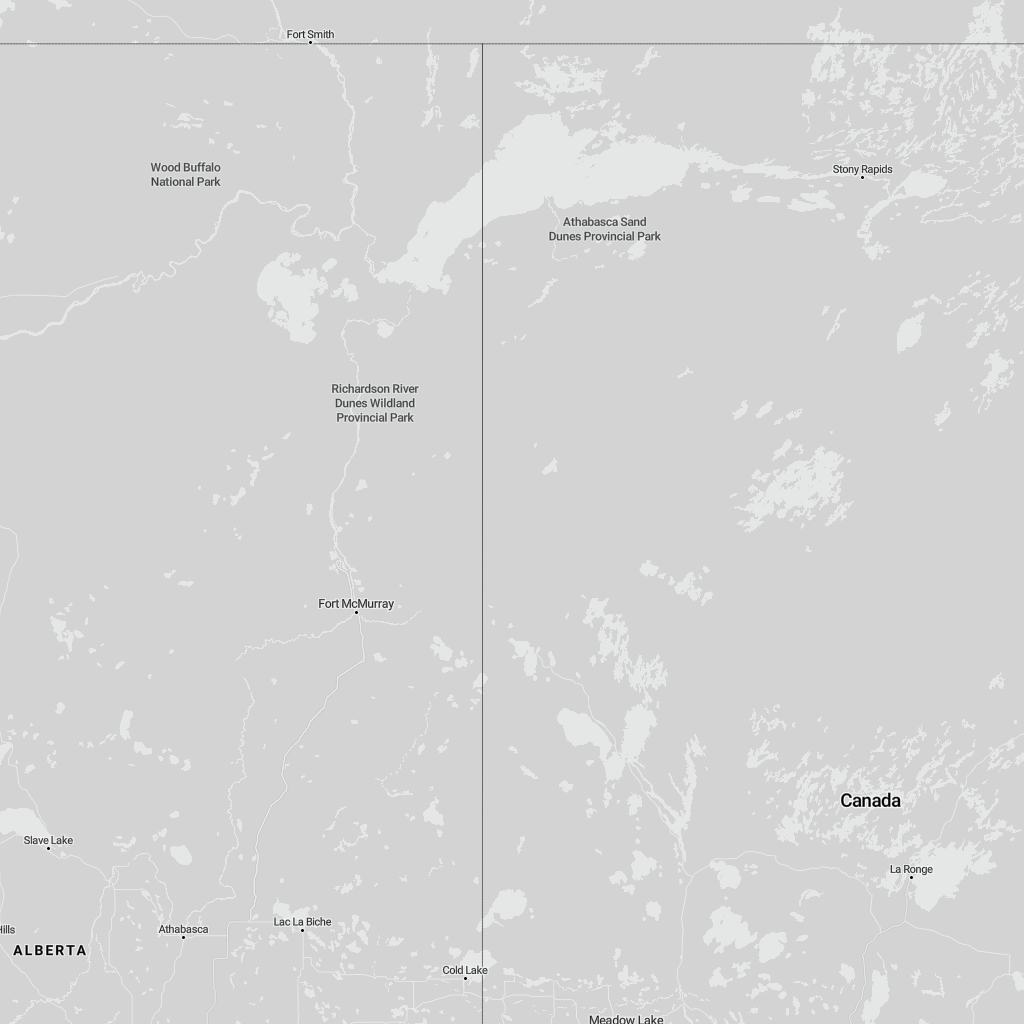 Fort Smith
Wood Buffalo
National Park
Stony Rapids
Athabasca Sand
Dunes Provincial Park
Richardson River
Dunes Wildland
Provincial Park
Fort McMurray
Canada
Slave Lake
La Ronge
Hills
Athabasca
Lac La Biche
ALBERTA
Cold Lake
Meadow Lake